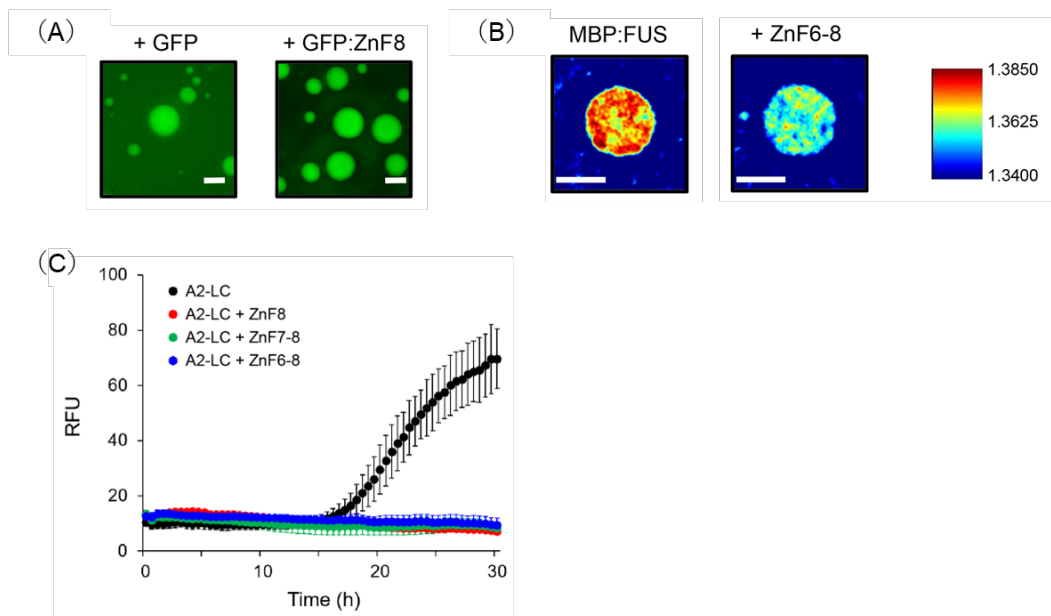 (A)
+ GFP
+ GFP:ZnF8
(B)
MBP:FUS
+ ZnF6-8
1.3850
1.3625
1.3400
(C)
100
80
60
40
20
0
RFU
A2-LC
A2-LC + ZnF8
A2-LC + ZnF7-8
A2-LC + ZnF6-8
0
10
20
30
Time (h)